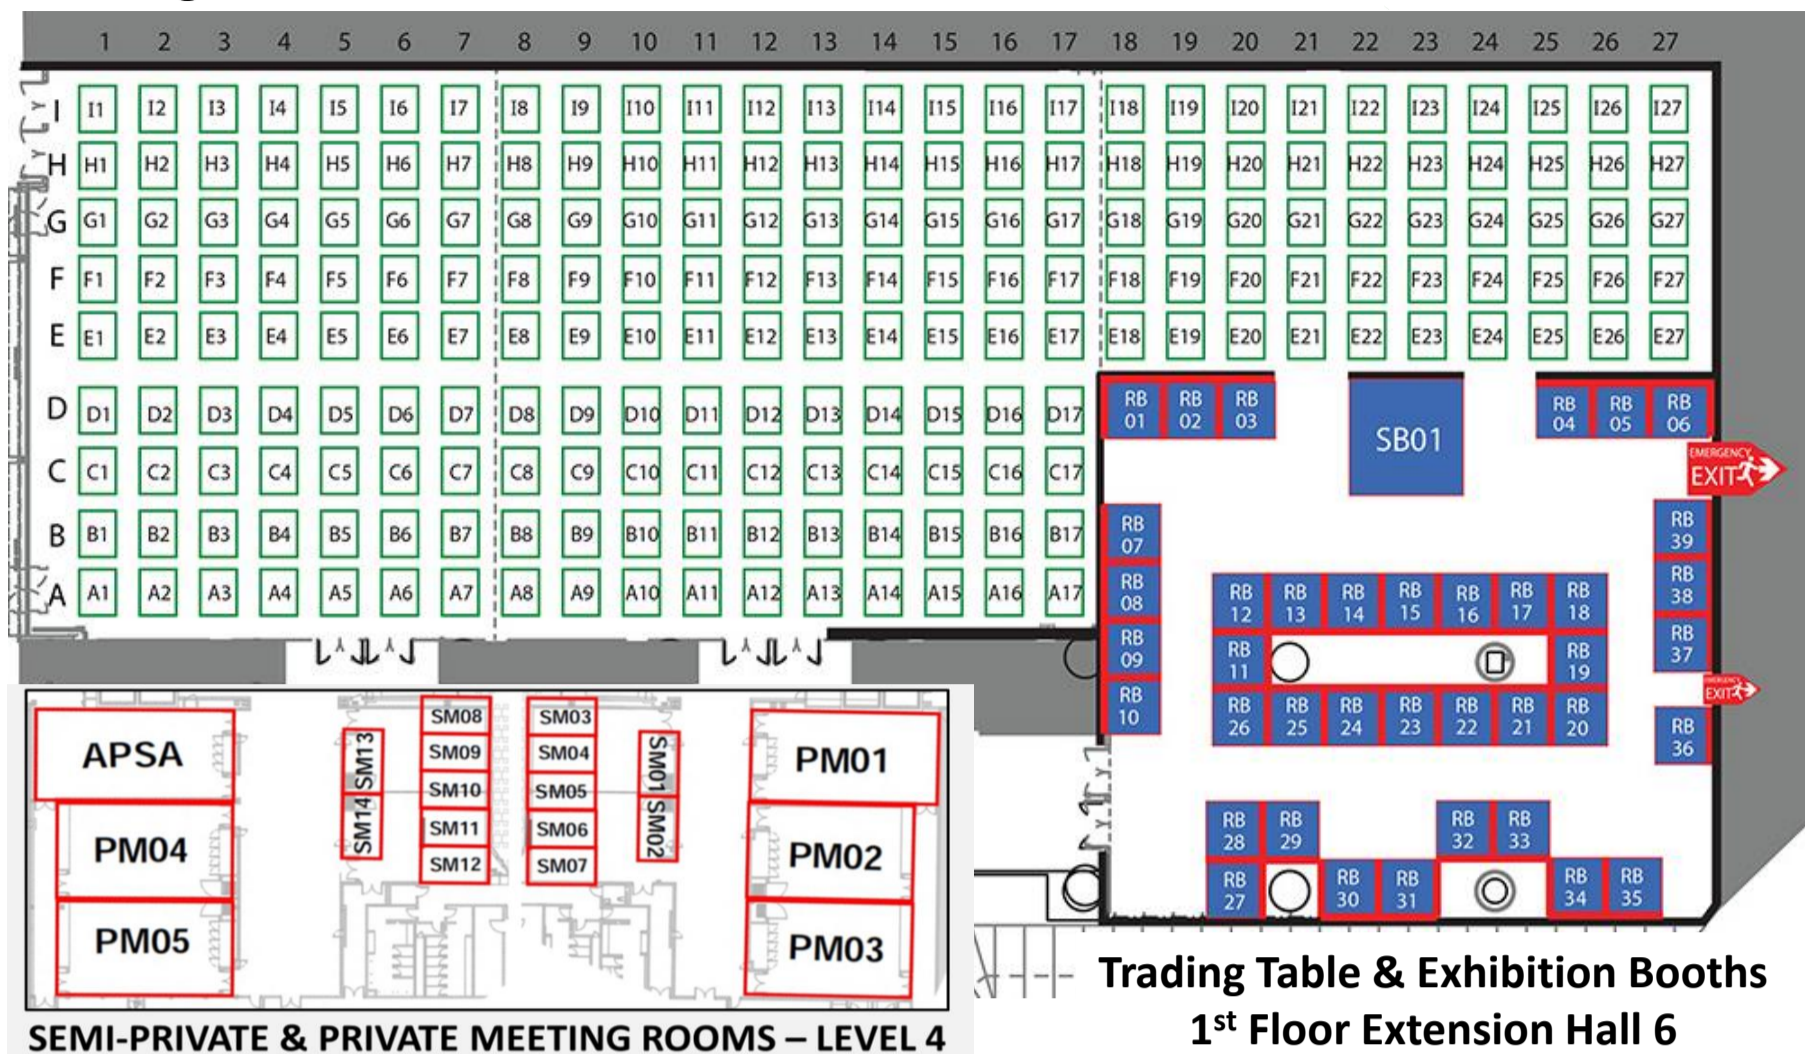 1 2 3 4 5 6 7 8 9 10 11 12 13 14 15 16 17 18 19 20 21 22 23 24 25 26 27
I I1 I2 I3 I4 I5 I6 I7 I8 I9 I10 I11 I12 I13 I14 I15 I16 I17 I18 I19 I20 I21 I22 I23 I24 I25 I26 I27
H H1 H2 H3 H4 H5 H6 H7 H8 H9 H10 H11 H12 H13 H14 H15 H16 H17 H18 H19 H20 H21 H22 H23 H24 H25 H26 H27
G G1 G2 G3 G4 G5 G6 G7 G8 G9 G10 G11 G12 G13 G14 G15 G16 G17 G18 G19 G20 G21 G22 G23 G24 G25 G26 G27
F F1 F2 F3 F4 F5 F6 F7 F8 F9 F10 F11 F12 F13 F14 F15 F16 F17 F18 F19 F20 F21 F22 F23 F24 F25 F26 F27
E E1 E2 E3 E4 E5 E6 E7 E8 E9 E10 E11 E12 E13 E14 E15 E16 E17 E18 E19 E20 E21 E22 E23 E24 E25 E26 E27
D D1 D2 D3 D4 D5 D6 D7 D8 D9 D10 D11 D12 D13 D14 D15 D16 D17
C C1 C2 C3 C4 C5 C6 C7 C8 C9 C10 C11 C12 C13 C14 C15 C16 C17
B B1 B2 B3 B4 B5 B6 B7 B8 B9 B10 B11 B12 B13 B14 B15 B16 B17
A A1 A2 A3 A4 A5 A6 A7 A8 A9 A10 A11 A12 A13 A14 A15 A16 A17
RB RB RB
01 02 03
SB01
RB RB RB
04 05 06
EMERGENCY
EXIT
RB
07
RB
08
RB
09
RB
10
RB
39
RB
38
RB
37
EMERGENCY
EXIT
RB
36
RB RB RB RB RB RB RB
12 13 14 15 16 17 18
RB RB
11 19
RB RB RB RB RB RB RB
26 25 24 23 22 21 20
RB RB RB RB
28 29 32 33
RB RB RB RB RB
27 30 31 34 35
APSA
PM04
PM05
SM13
SM14
SM08
SM09
SM10
SM11
SM12
SM03
SM04
SM05
SM06
SM07
SM01
SM02
PM01
PM02
PM03
SEMI-PRIVATE & PRIVATE MEETING ROOMS – LEVEL 4
Trading Table & Exhibition Booths
1st Floor Extension Hall 6